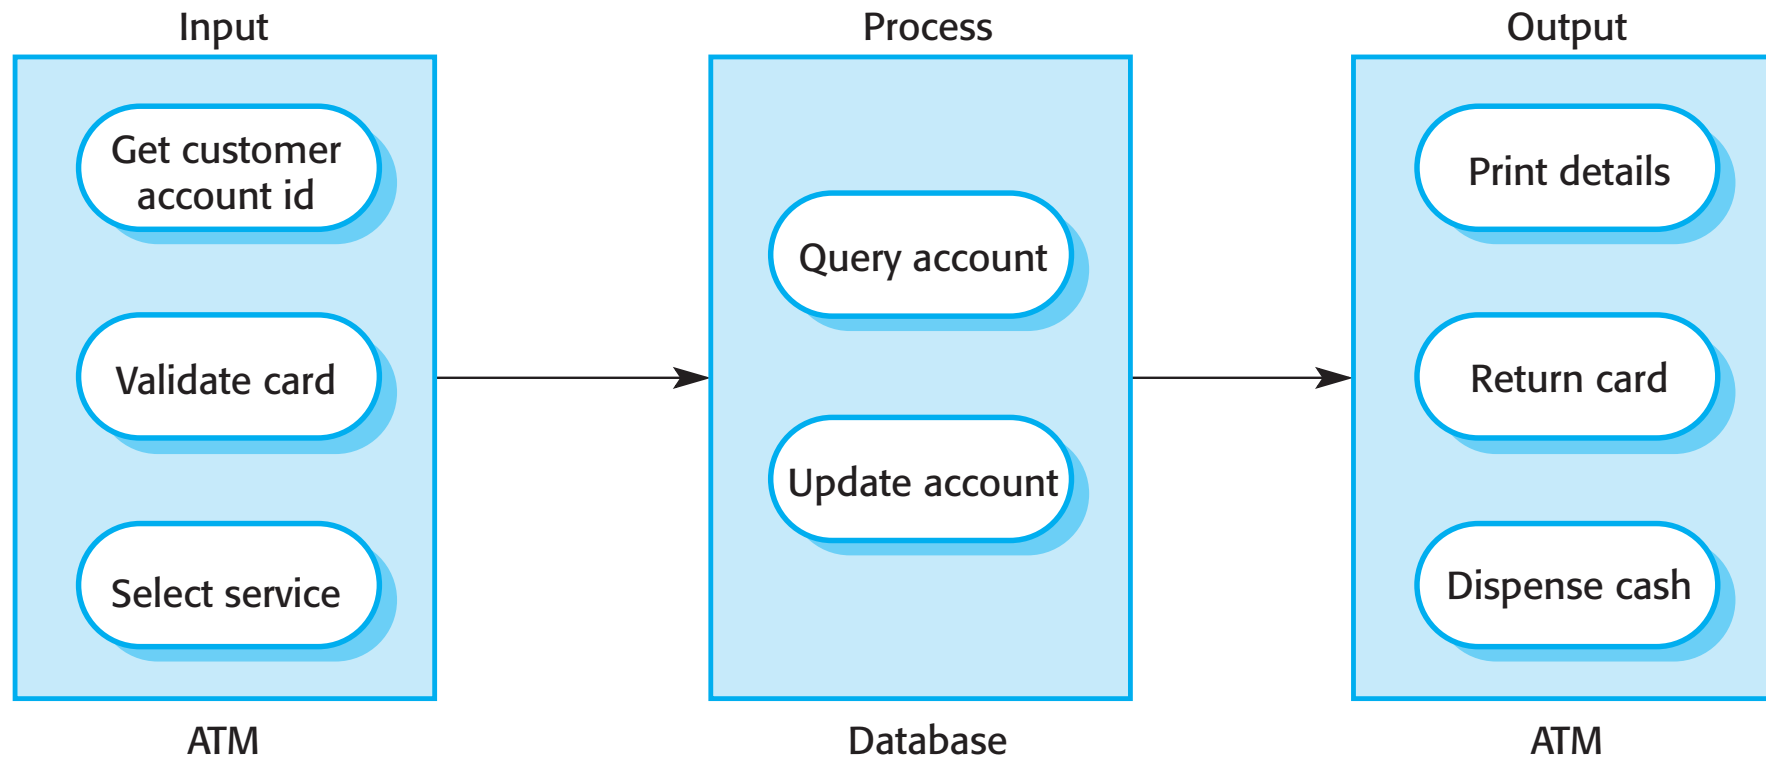 Input
Get customer
account id
Validate card
Select service
ATM
Process
Query account
Update account
Database
Output
Print details
Return card
Dispense cash
ATM